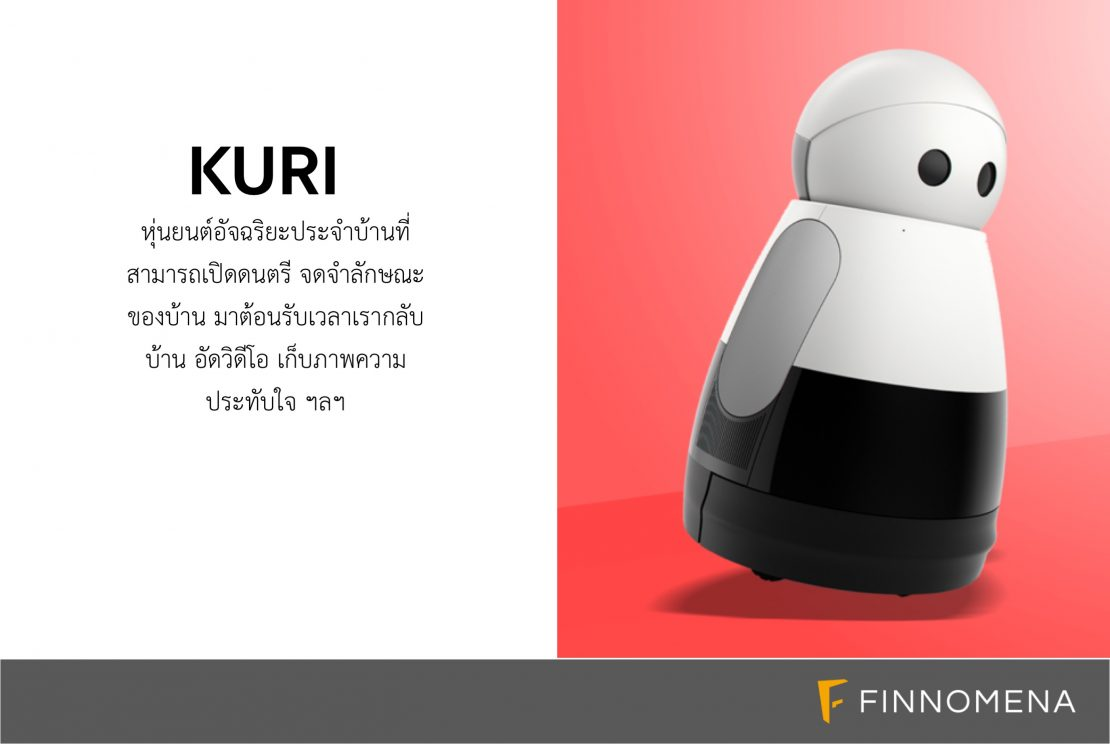 KURI
หุ่นยนต์อัจฉริยะประจำบ้านที่
สามารถเปิดดนตรี จดจำลักษณะ
ของบ้าน มาต้อนรับเวลาเรากลับ
บ้าน อัดวิดีโอ เก็บภาพความ
ประทับใจ ฯลฯ
FINNOMENA